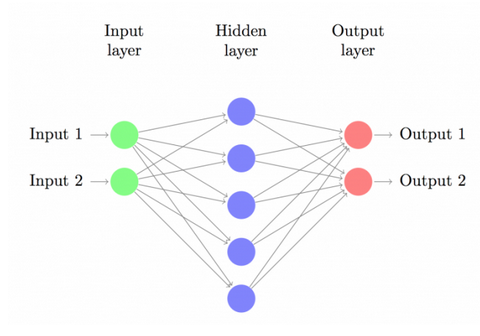 Input
layer
Hidden
layer
Output
layer
Input 1
Output 1
Input 2
Output 2